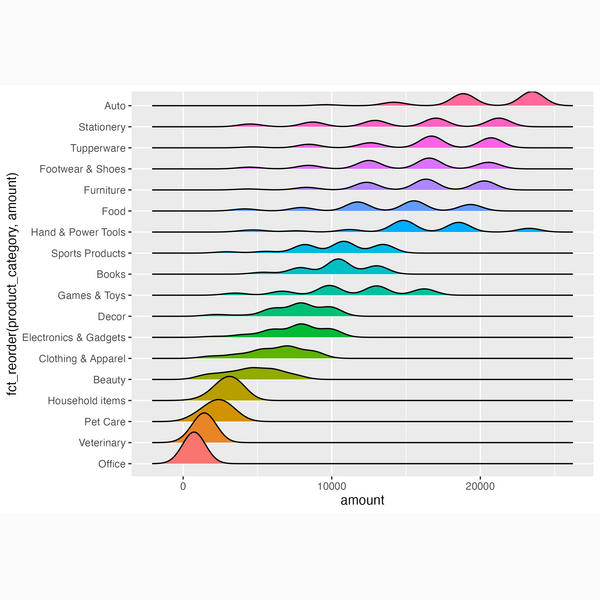 fct_reorder(product_category, amount)
Auto
Stationery
Tupperware
Footwear & Shoes
Furniture
Food
Hand & Power Tools
Sports Products
Books
Games & Toys
Decor
Electronics & Gadgets
Clothing & Apparel
Beauty
Household items
Pet Care
Veterinary
Office
0 10000 20000
amount